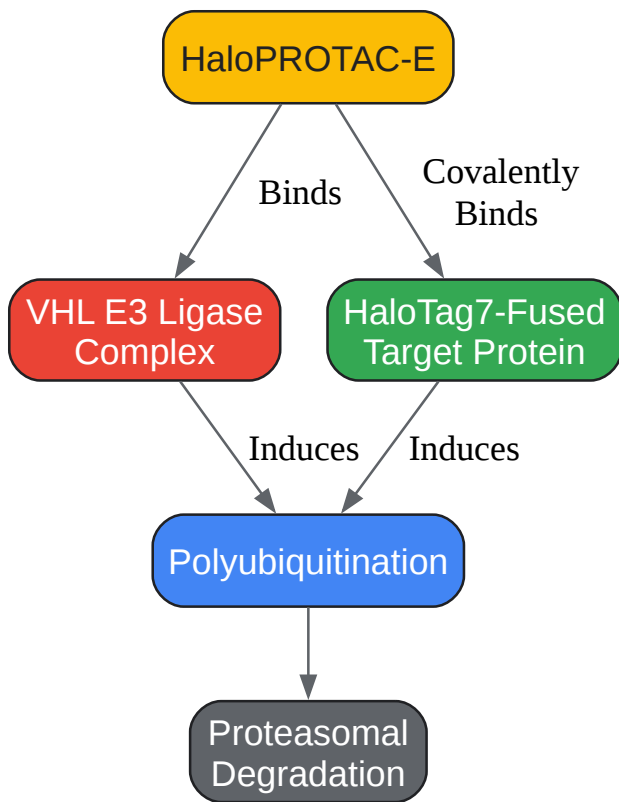 HaloPROTAC-E
Binds
Covalently
Binds
VHL E3 Ligase
Complex
HaloTag7-Fused
Target Protein
Induces
Induces
Polyubiquitination
Proteasomal
Degradation